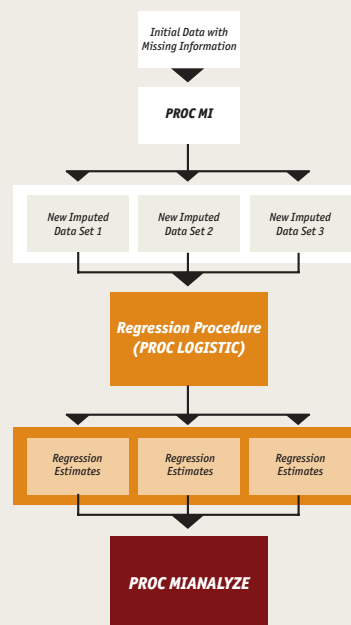 Initial Data with
Missing Information
PROC MI
New Imputed
Data Set 1
New Imputed
Data Set 2
New Imputed
Data Set 3
Regression Procedure
(PROC LOGISTIC)
Regression
Estimates
Regression
Estimates
Regression
Estimates
PROC MIANALYZE